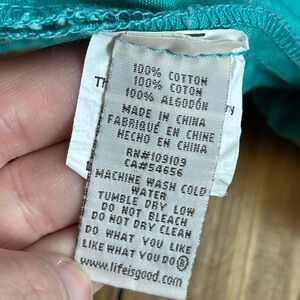 100% COTTON
100% COTON
100% ALGODÓN
MADE IN CHINA
FABRIQUÉ EN CHINE
HECHO EN CHINA
RN#109109
CA#54656
MACHINE WASH COLD
WATER
TUMBLE DRY LOW
DO NOT BLEACH
DO NOT DRY CLEAN
DO WHAT YOU LIKE
LIKE WHAT YOU DO®
www.lifeisgood.com